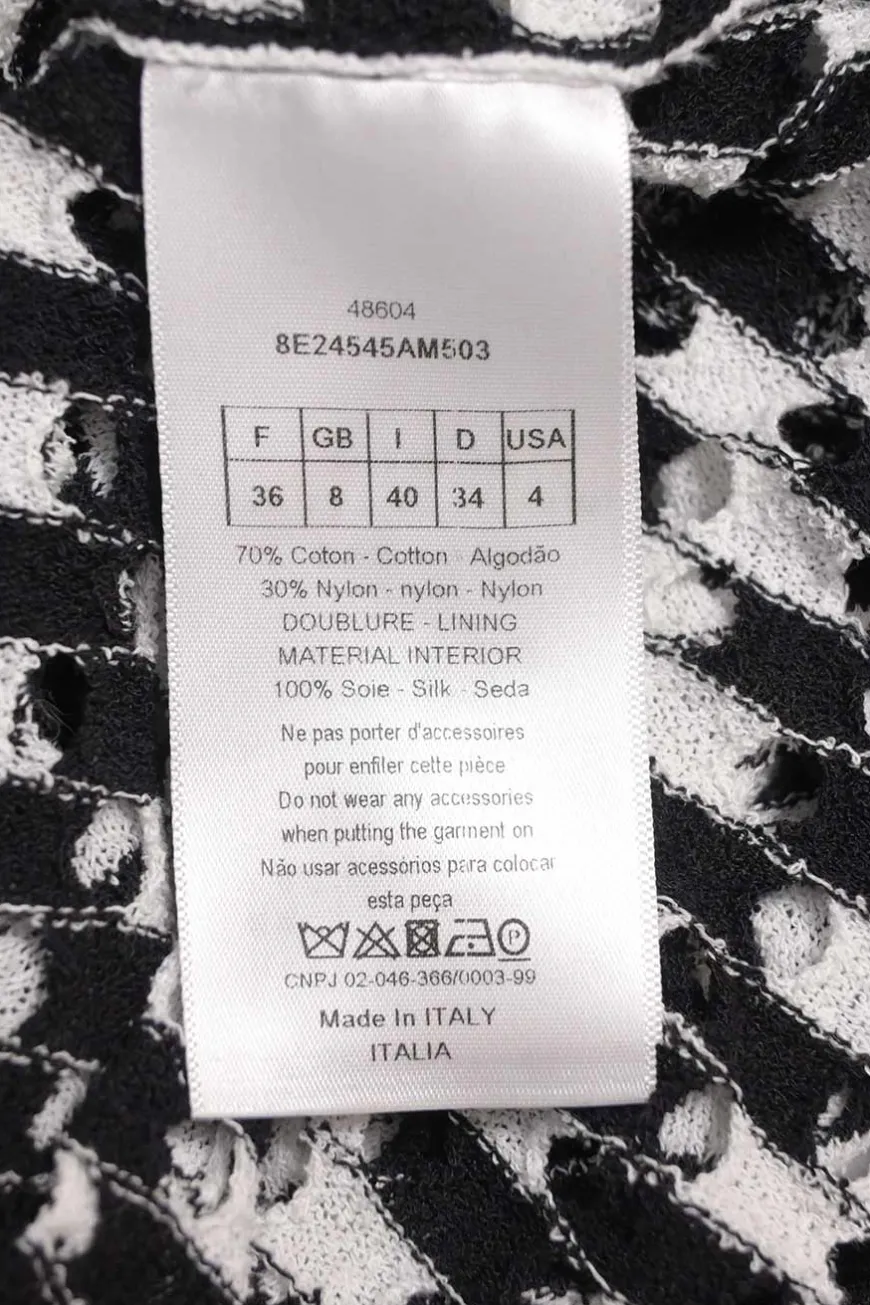 48604
8E24545AM503
F GB I D USA
36 8 40 34 4
70% Coton - Cotton - Algodão
30% Nylon - nylon - Nylon
DOUBLURE - LINING
MATERIAL INTERIOR
100% Soie - Silk - Seda
Ne pas porter d'accessoires
pour enfiler cette pièce
Do not wear any accessories
when putting the garment on
Não usar acessórios para colocar
esta peça
P
CNPJ 02-046-366/0003-99
Made In ITALY
ITALIA